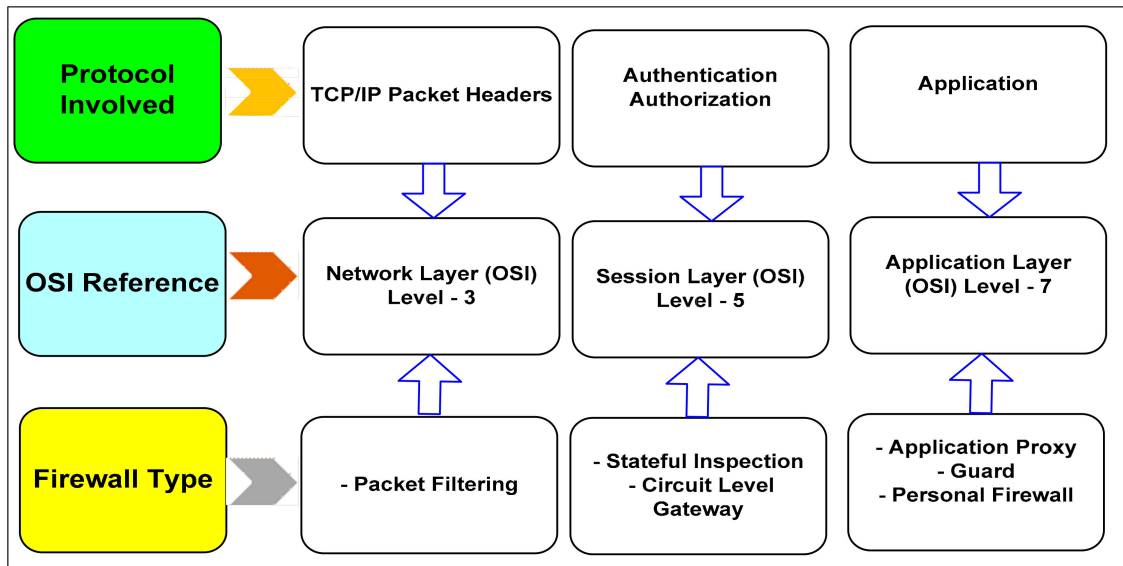 Protocol
Involved
TCP/IP Packet Headers
Authentication
Authorization
Application
OSI Reference
Network Layer (OSI)
Level - 3
Session Layer (OSI)
Level - 5
Application Layer
(OSI) Level - 7
Firewall Type
- Packet Filtering
- Stateful Inspection
- Circuit Level
Gateway
- Application Proxy
- Guard
- Personal Firewall